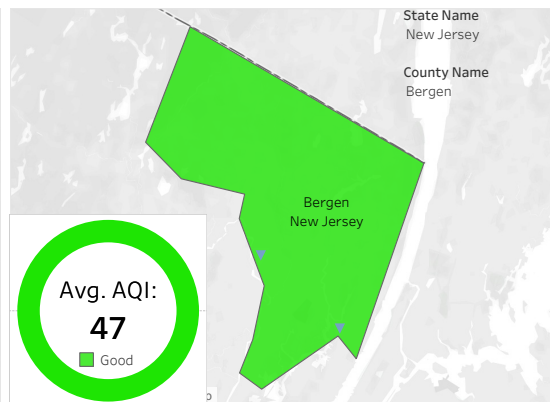 State Name
New Jersey
County Name
Bergen
Bergen
New Jersey
Avg. AQI:
47
Good